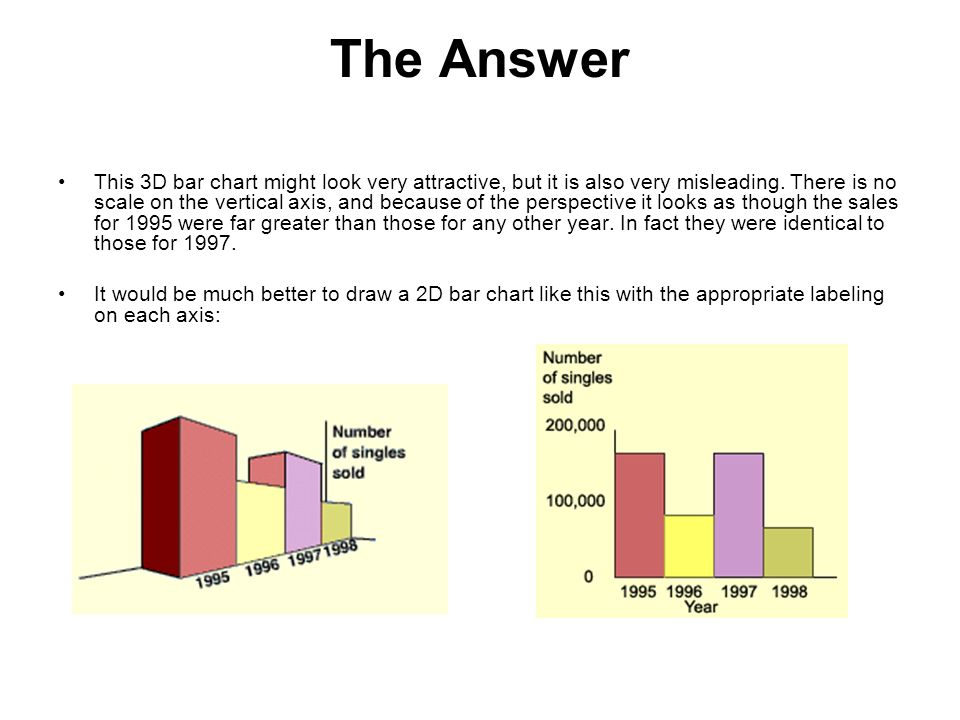 The Answer
• This 3D bar chart might look very attractive, but it is also very misleading. There is no
scale on the vertical axis, and because of the perspective it looks as though the sales
for 1995 were far greater than those for any other year. In fact they were identical to
those for 1997.
• It would be much better to draw a 2D bar chart like this with the appropriate labeling
on each axis:
Number
of singles
sold
1995 1996 1997 1998
Number
of singles
sold
200,000
100,000
0
1995 1996 1997 1998
Year